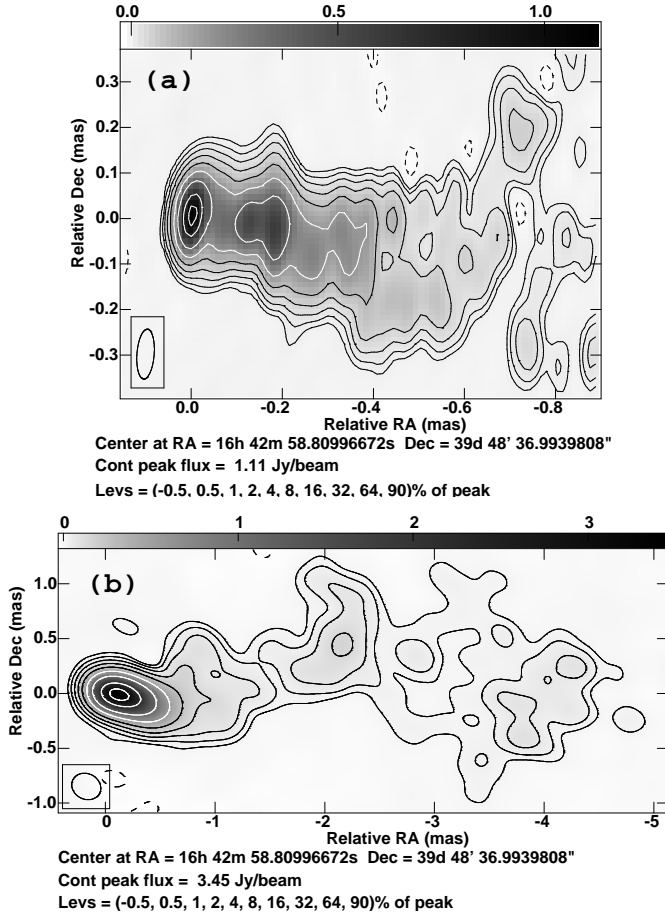 0.0 0.5 1.0
(a)
0.3
0.2
0.1
0.0
-0.1
-0.2
-0.3
Relative Dec (mas)
0.0 -0.2 -0.4 -0.6 -0.8
Relative RA (mas)
Center at RA = 16h 42m 58.80996672s Dec = 39d 48' 36.9939808"
Cont peak flux = 1.11 Jy/beam
Levs = (-0.5, 0.5, 1, 2, 4, 8, 16, 32, 64, 90)% of peak
0 1 2 3
(b)
1.0
0.5
0.0
-0.5
-1.0
Relative Dec (mas)
0 -1 -2 -3 -4 -5
Relative RA (mas)
Center at RA = 16h 42m 58.80996672s Dec = 39d 48' 36.9939808"
Cont peak flux = 3.45 Jy/beam
Levs = (-0.5, 0.5, 1, 2, 4, 8, 16, 32, 64, 90)% of peak